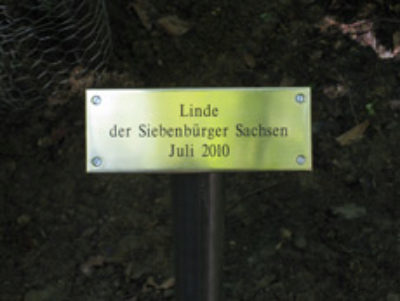 Linde
der Siebenbürger Sachsen
Juli 2010